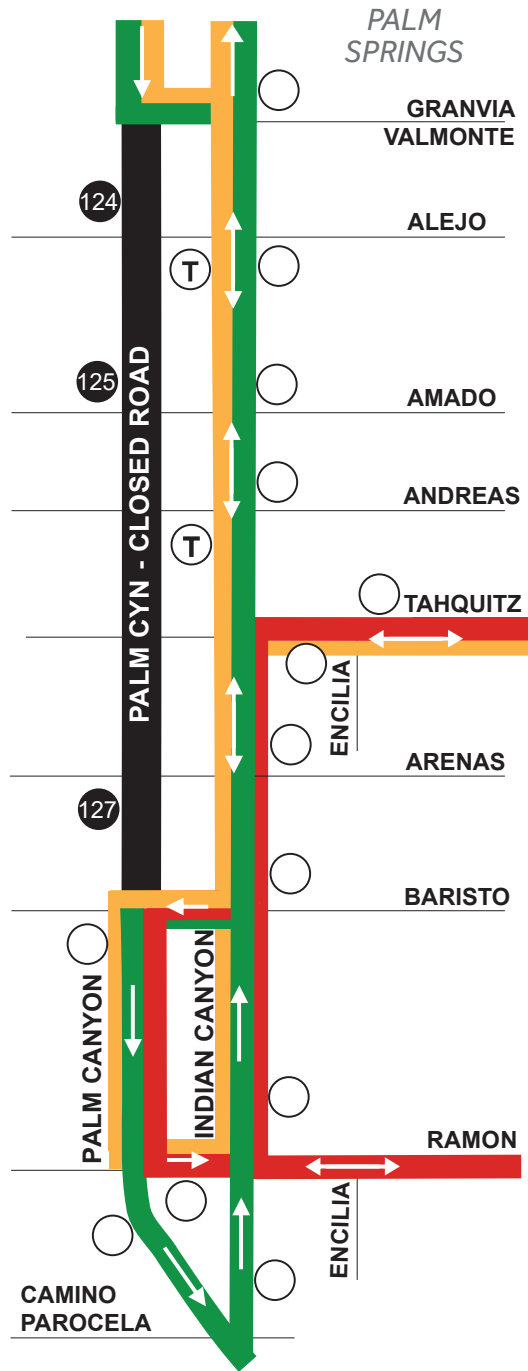 PALM
SPRINGS
GRANVIA
VALMONTE
124
ALEJO
T
125
AMADO
ANDREAS
T
PALM CYN - CLOSED ROAD
TAHQUITZ
ENCILIA
ARENAS
127
BARISTO
PALM CANYON
INDIAN CANYON
RAMON
ENCILIA
CAMINO
PAROCELA